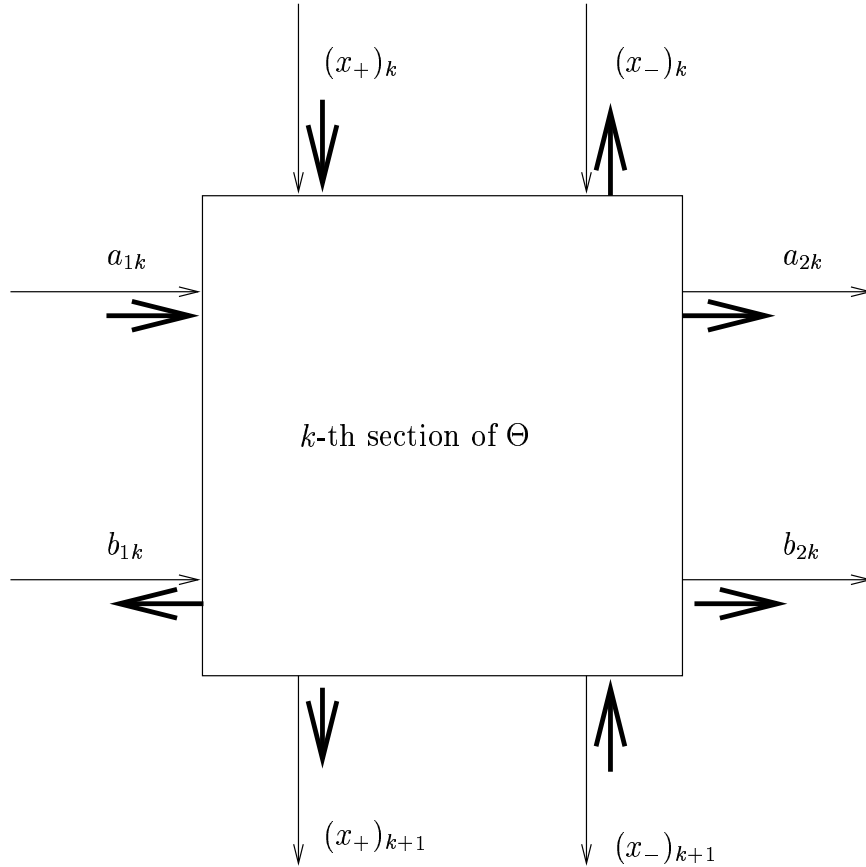 (x₊)ₖ (x₋)ₖ
a₁ₖ a₂ₖ
k-th section of Θ
b₁ₖ b₂ₖ
(x₊)ₖ₊₁ (x₋)ₖ₊₁